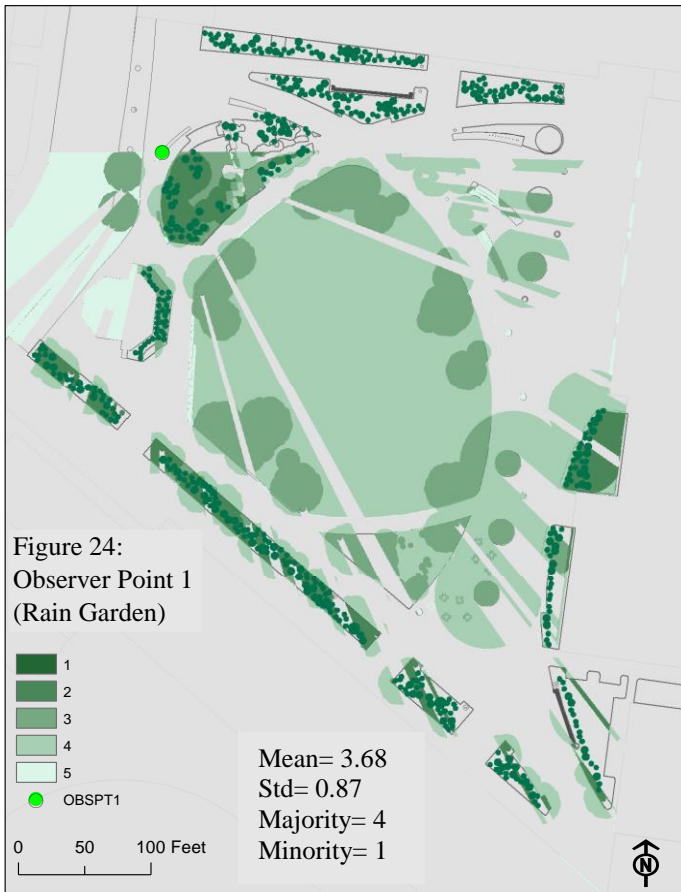 Figure 24:
Observer Point 1
(Rain Garden)
1
2
3
4
5
OBSPT1
0 50 100 Feet
Mean= 3.68
Std= 0.87
Majority= 4
Minority= 1
N